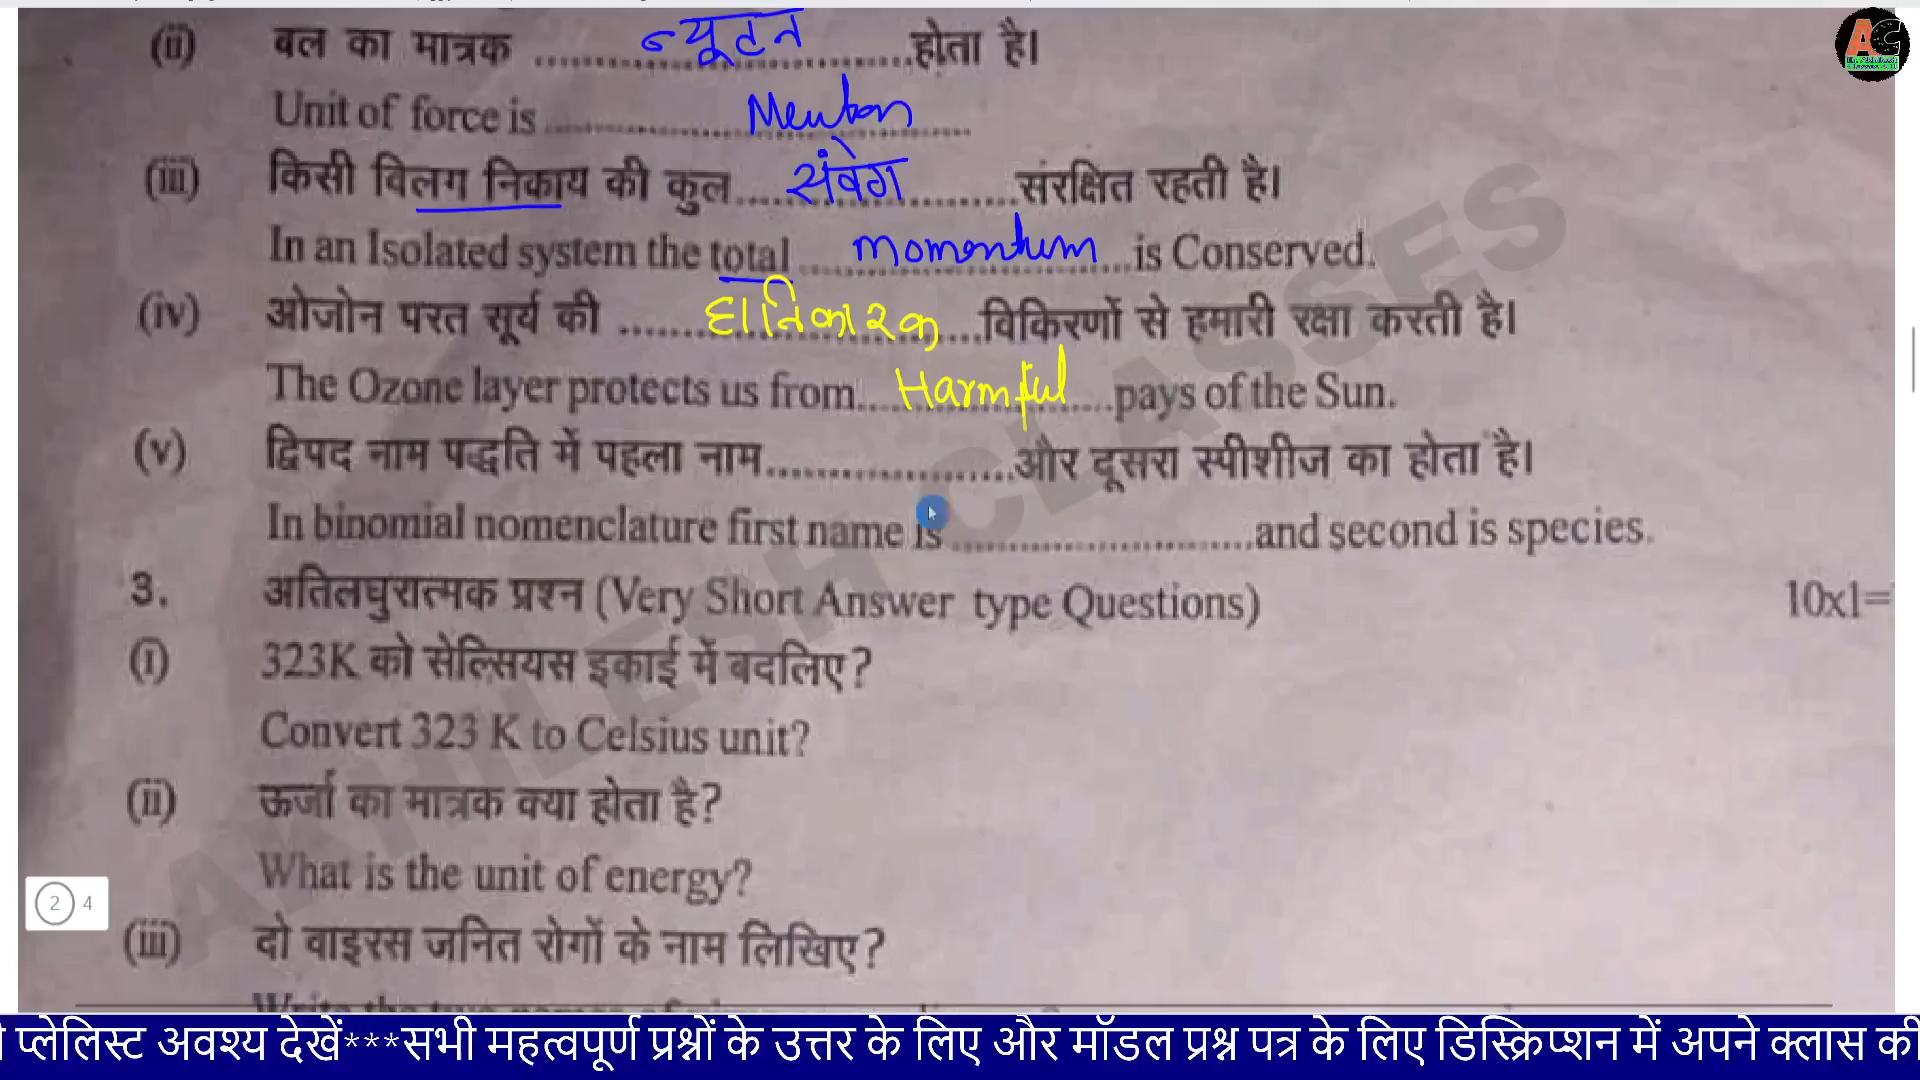 (ii) बल का मात्रक ..........न्यूटन..........होता है।
Unit of force is ..........Newton..........
(iii) किसी विलग निकाय की कुल....संवेग..........संरक्षित रहती है।
In an Isolated system the total ....momentum....is Conserved.
(iv) ओजोन परत सूर्य की .......हानिकारक....विकिरणों से हमारी रक्षा करती है।
The Ozone layer protects us from....Harmful....pays of the Sun.
(v) द्विपद नाम पद्धति में पहला नाम....................और दूसरा स्पीशीज का होता है।
In binomial nomenclature first name is........................and second is species.
3. अतिलघुरात्मक प्रश्न (Very Short Answer type Questions) 10x1=
(i) 323K को सेल्सियस इकाई में बदलिए?
Convert 323 K to Celsius unit?
(ii) ऊर्जा का मात्रक क्या होता है?
What is the unit of energy?
2 4
(iii) दो वाइरस जनित रोगों के नाम लिखिए?
AKHLESH CLASSES
AC
प्लेलिस्ट अवश्य देखें***सभी महत्वपूर्ण प्रश्नों के उत्तर के लिए और मॉडल प्रश्न पत्र के लिए डिस्क्रिप्शन में अपने क्लास की